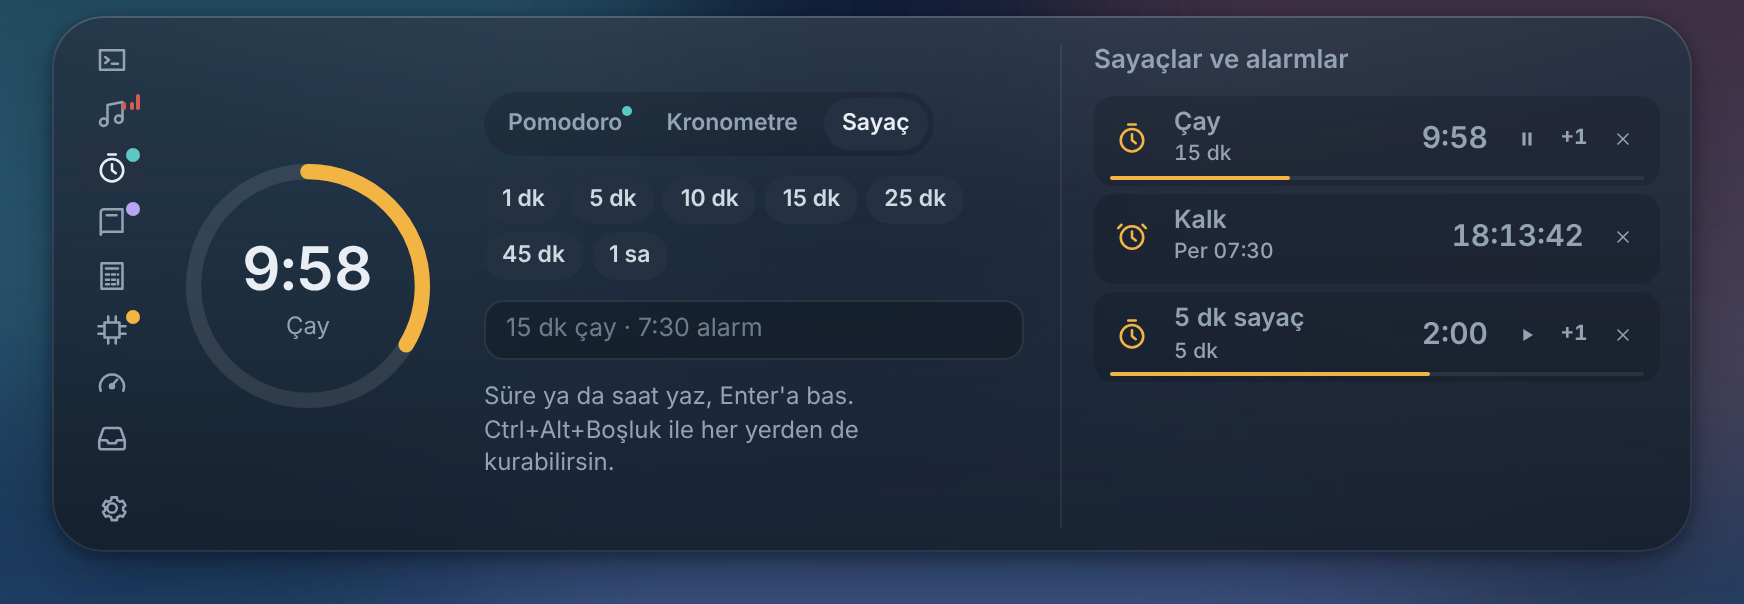 Pomodoro
Kronometre
Sayaç
1 dk
5 dk
10 dk
15 dk
25 dk
45 dk
1 sa
9:58
Çay
15 dk çay · 7:30 alarm
Süre ya da saat yaz, Enter'a bas.
Ctrl+Alt+Boşluk ile her yerden de
kurabilirsin.
Sayaçlar ve alarmlar
Çay
15 dk
9:58
+1
Kalk
Per 07:30
18:13:42
5 dk sayaç
5 dk
2:00
+1